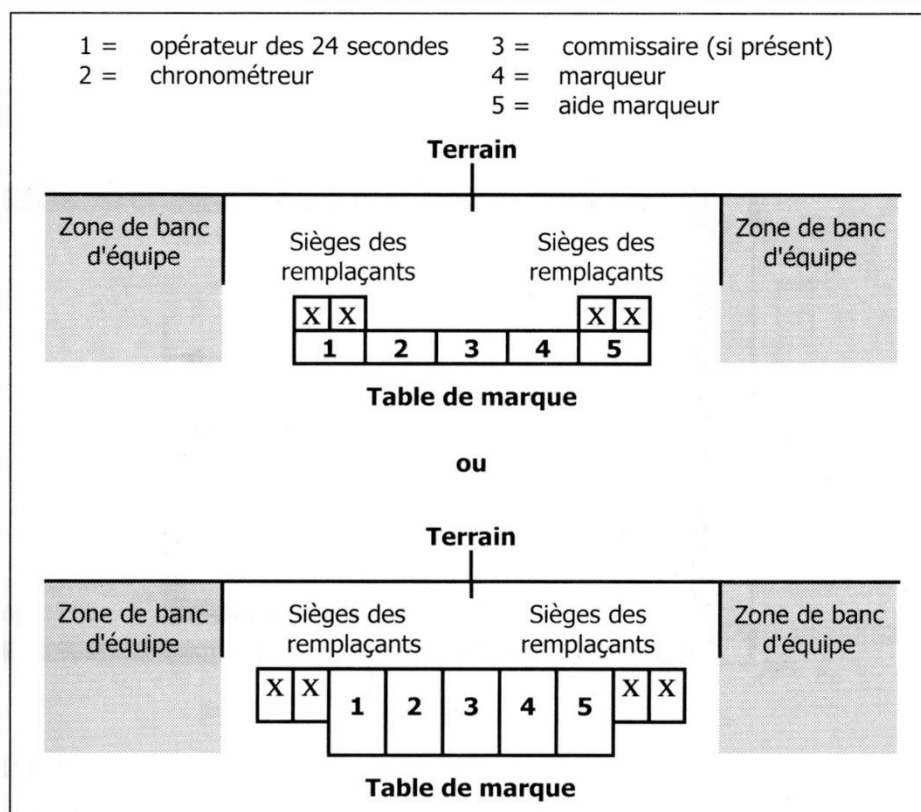 1 = opérateur des 24 secondes 3 = commissaire (si présent)
2 = chronométreur 4 = marqueur
5 = aide marqueur
Terrain
Zone de banc
d'équipe
Sièges des
remplaçants
Sièges des
remplaçants
Zone de banc
d'équipe
X X X X
1 2 3 4 5
Table de marque
ou
Terrain
Zone de banc
d'équipe
Sièges des
remplaçants
Sièges des
remplaçants
Zone de banc
d'équipe
X X 1 2 3 4 5 X X
Table de marque